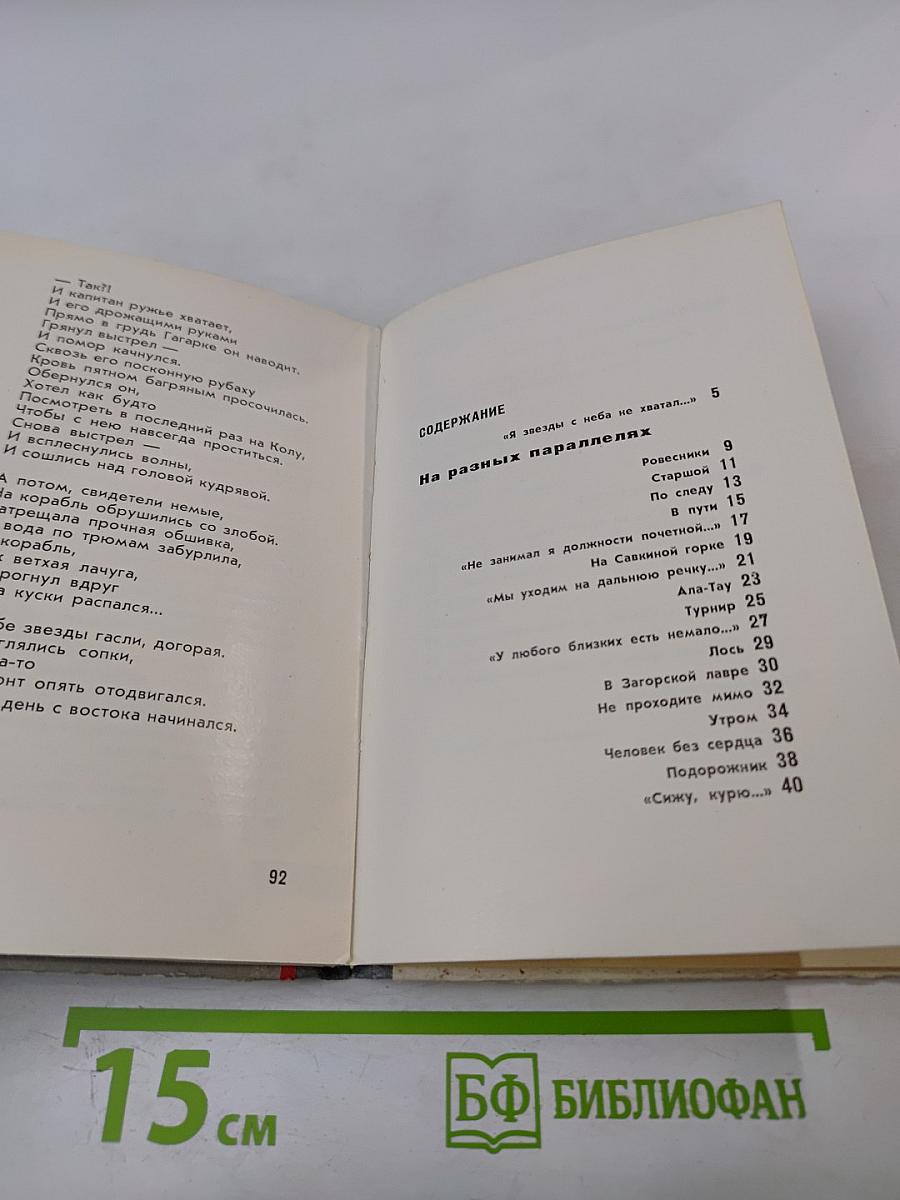 — Так?!
И капитан ружье хватает,
И его дрожащими руками
Прямо в грудь Гагарке он наводит.
Грянул выстрел —
И помор качнулся.
Сквозь его посконную рубаху
Кровь пятном багряным просочилась.
Обернулся он,
Хотел как будто
Посмотреть в последний раз на Колу,
Чтобы с нею навсегда проститься.
Снова выстрел —
И всплеснулись волны,
И сошлись над головой кудрявой.
А потом, свидетели немые,
На корабль обрушились со злобой.
атрещала прочная обшивка,
вода по трюмам забурлила,
корабль,
к ветхая лачуга,
рогнул вдруг
а куски распался...
бе звезды гасли, догорая.
глялись сопки,
а-то
онт опять отодвигался.
день с востока начинался.
92
СОДЕРЖАНИЕ
«Я звезды с неба не хватал...» 5
На разных параллелях
Ровесники 9
Старшой 11
По следу 13
В пути 15
«Не занимал я должности почетной...» 17
На Савкиной горке 19
«Мы уходим на дальнюю речку...» 21
Ала-Тау 23
Турнир 25
«У любого близких есть немало...» 27
Лось 29
В Загорской лавре 30
Не проходите мимо 32
Утром 34
Человек без сердца 36
Подорожник 38
«Сижу, курю...» 40
15 см
БФ БИБЛИОФАН